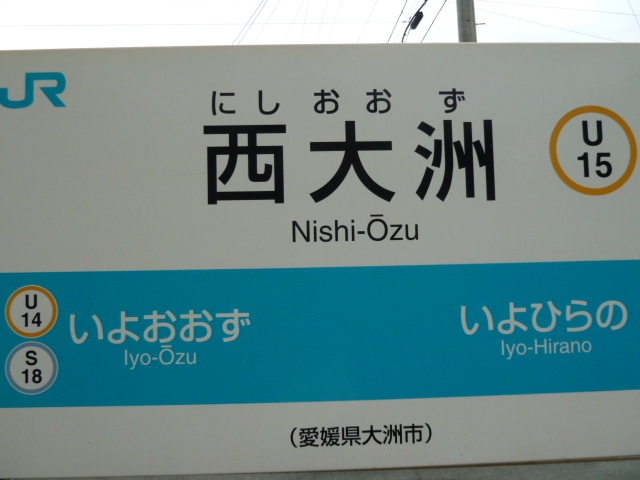 JR
にしおおず
西大洲
Nishi-Ōzu
U
15
U
14
S
18
いよおおず
Iyo-Ōzu
いよひらの
Iyo-Hirano
(愛媛県大洲市)